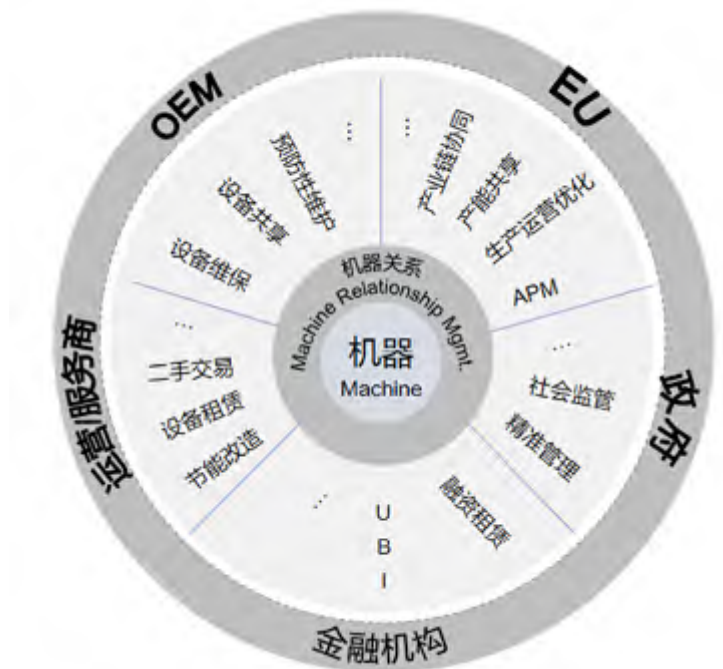 OEM
预防性维护
设备共享
设备维保
…
EU
…
产业链协同
产能共享
生产运营优化
APM
政府
…
社会监管
精准管理
金融机构
融资租赁
UBI
…
运营/服务商
…
二手交易
设备租赁
节能改造
机器关系
Machine Relationship Mgmt.
机器
Machine